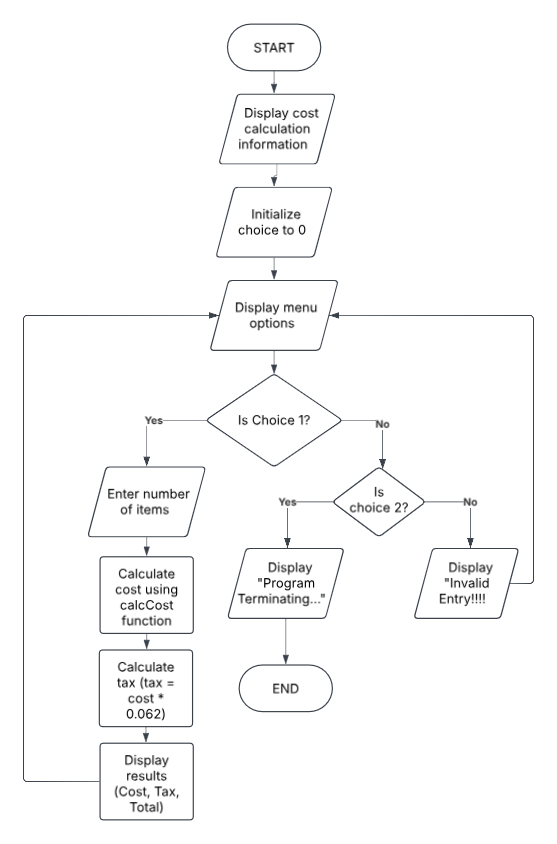 START
Display cost
calculation
information
Initialize
choice to 0
Display menu
options
Is Choice 1?
Yes
No
Enter number
of items
Is
choice 2?
Yes
No
Calculate
cost using
calcCost
function
Display
"Program
Terminating..."
Display
"Invalid
Entry!!!!
Calculate
tax (tax =
cost *
0.062)
END
Display
results
(Cost, Tax,
Total)